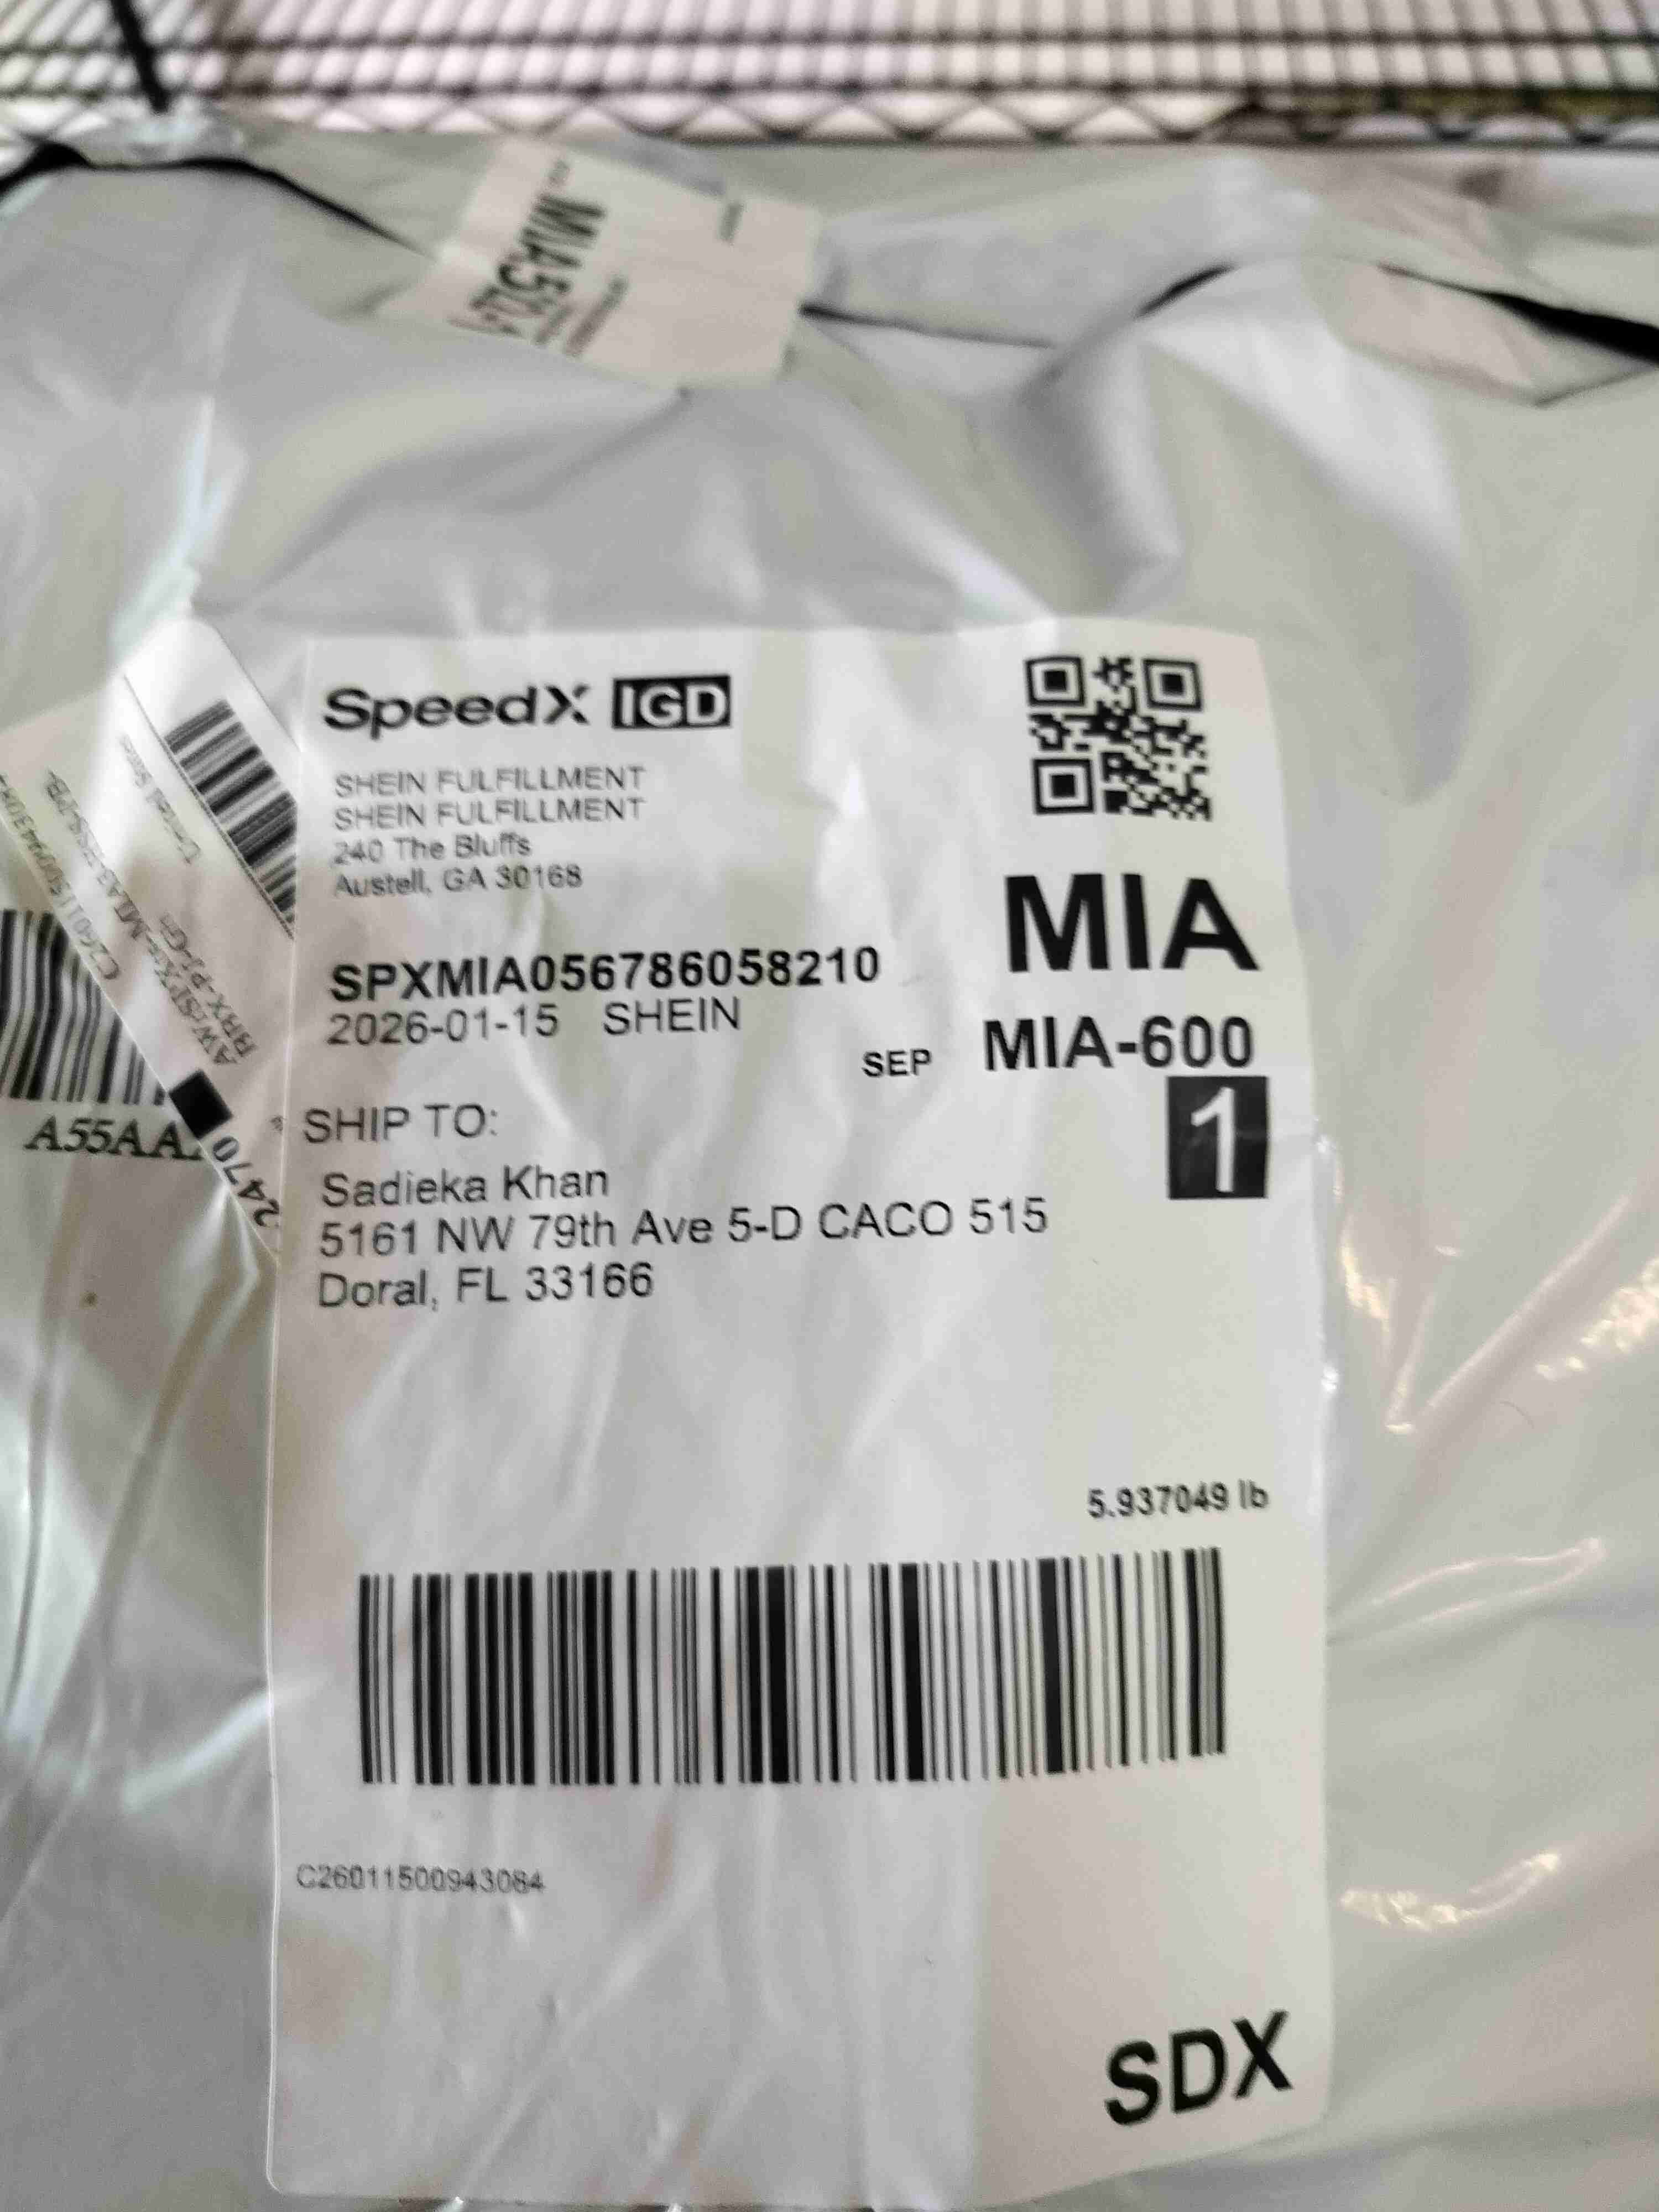 SpeedX IGD
SHEIN FULFILLMENT
SHEIN FULFILLMENT
240 The Bluffs
Austell, GA 30168
MIA
SPXMIA056786058210
2026-01-15 SHEIN
SEP MIA-600
1
SHIP TO:
Sadieka Khan
5161 NW 79th Ave 5-D CACO 515
Doral, FL 33166
5.937049 lb
C26011500943084
SDX
United States
A55AA